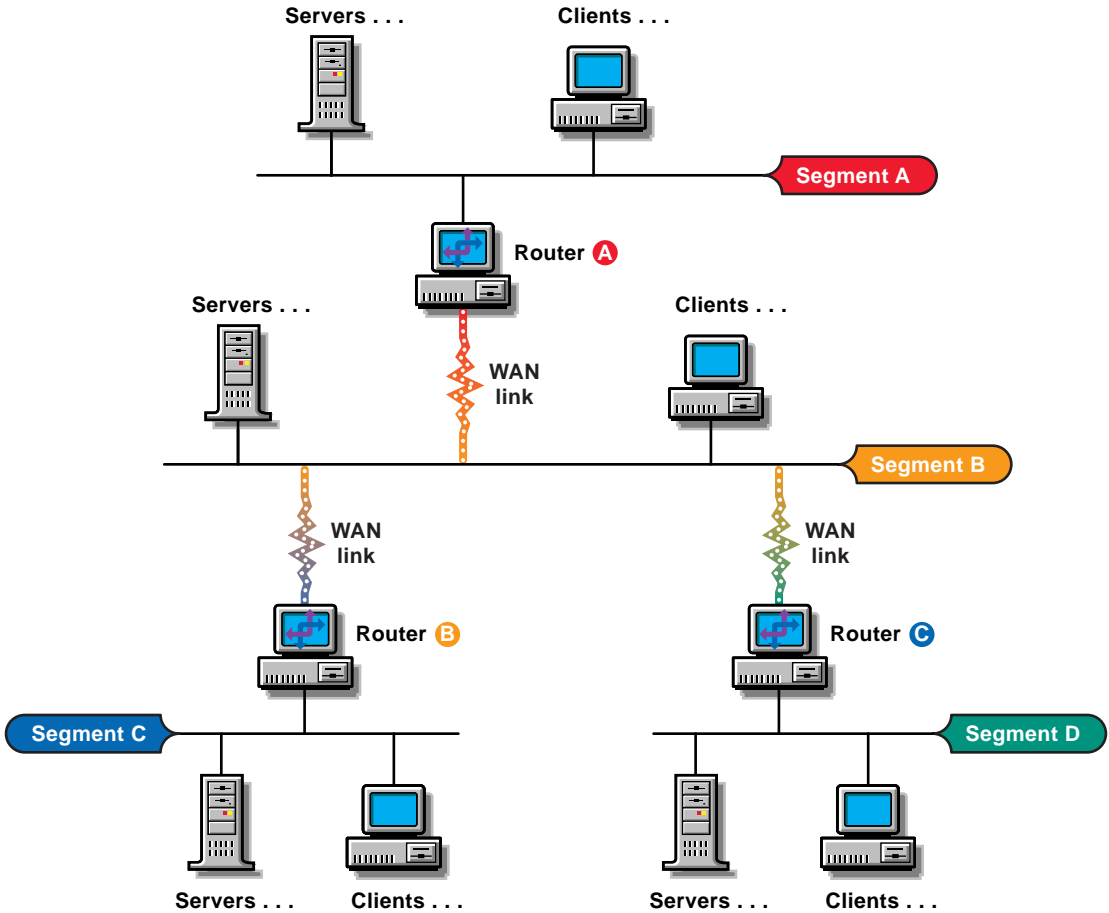 Servers . . .
Clients . . .
Segment A
Router A
Servers . . .
Clients . . .
WAN
link
Segment B
WAN
link
WAN
link
Router B
Router C
Segment C
Segment D
Servers . . .
Clients . . .
Servers . . .
Clients . . .